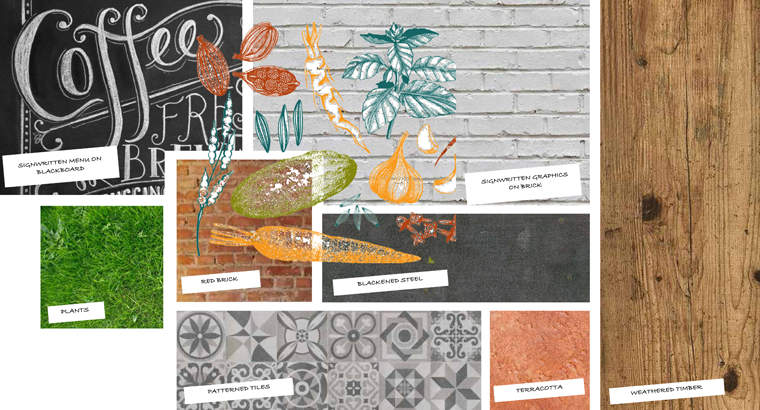 Coffee
FRES
BREW
SIGNWRITTEN MENU ON
BLACKBOARD
SIGNWRITTEN GRAPHICS
ON BRICK
RED BRICK
BLACKENED STEEL
PLANTS
PATTERNED TILES
TERRACOTTA
WEATHERED TIMBER